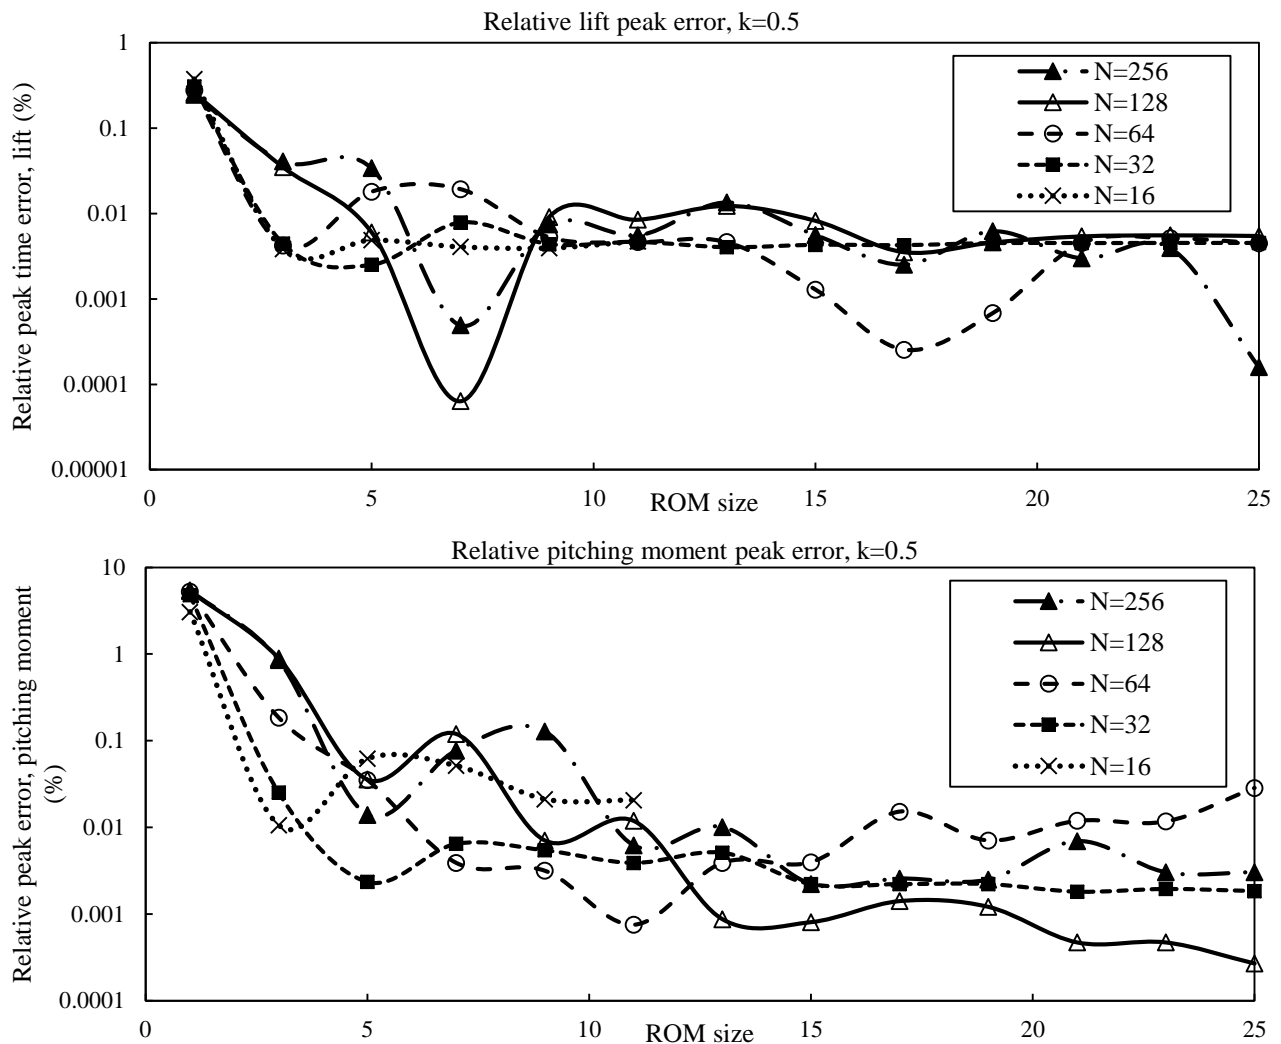 Relative lift peak error, k=0.5
Relative peak time error, lift (%)
1
0.1
0.01
0.001
0.0001
0.00001
N=256
N=128
N=64
N=32
N=16
0
5
10
15
20
25
ROM size
Relative pitching moment peak error, k=0.5
Relative peak error, pitching moment
(%)
10
1
0.1
0.01
0.001
0.0001
N=256
N=128
N=64
N=32
N=16
0
5
10
15
20
25
ROM size